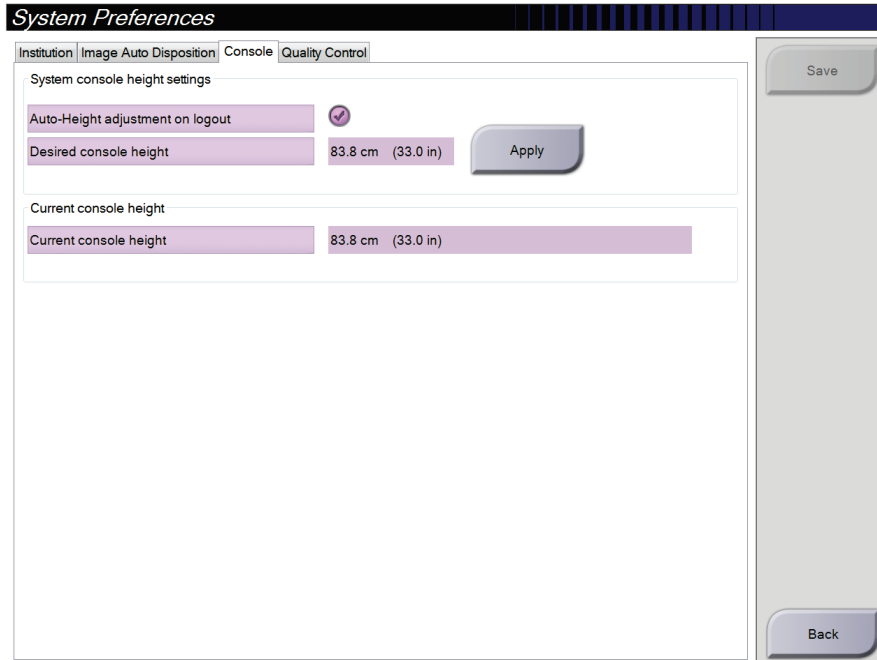 System Preferences
Institution Image Auto Disposition Console Quality Control
System console height settings
Save
Auto-Height adjustment on logout
Desired console height 83.8 cm (33.0 in) Apply
Current console height
Current console height 83.8 cm (33.0 in)
Back